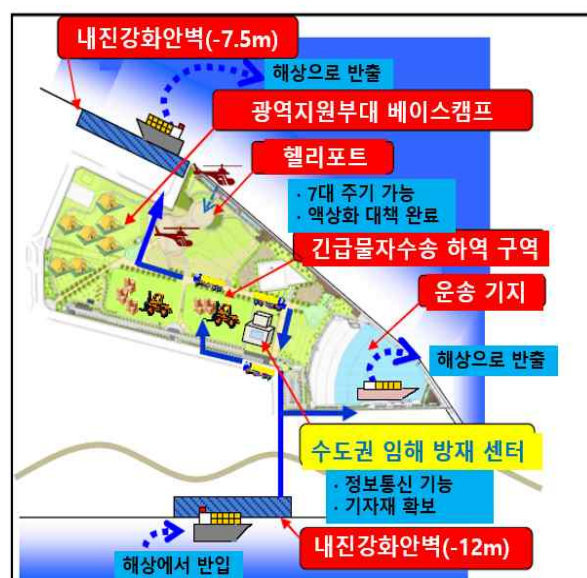 내진강화안벽(-7.5m)
해상으로 반출
광역지원부대 베이스캠프
헬리포트
· 7대 주기 가능
· 액상화 대책 완료
긴급물자수송 하역 구역
운송 기지
해상으로 반출
수도권 임해 방재 센터
· 정보통신 기능
· 기자재 확보
내진강화안벽(-12m)
해상에서 반입